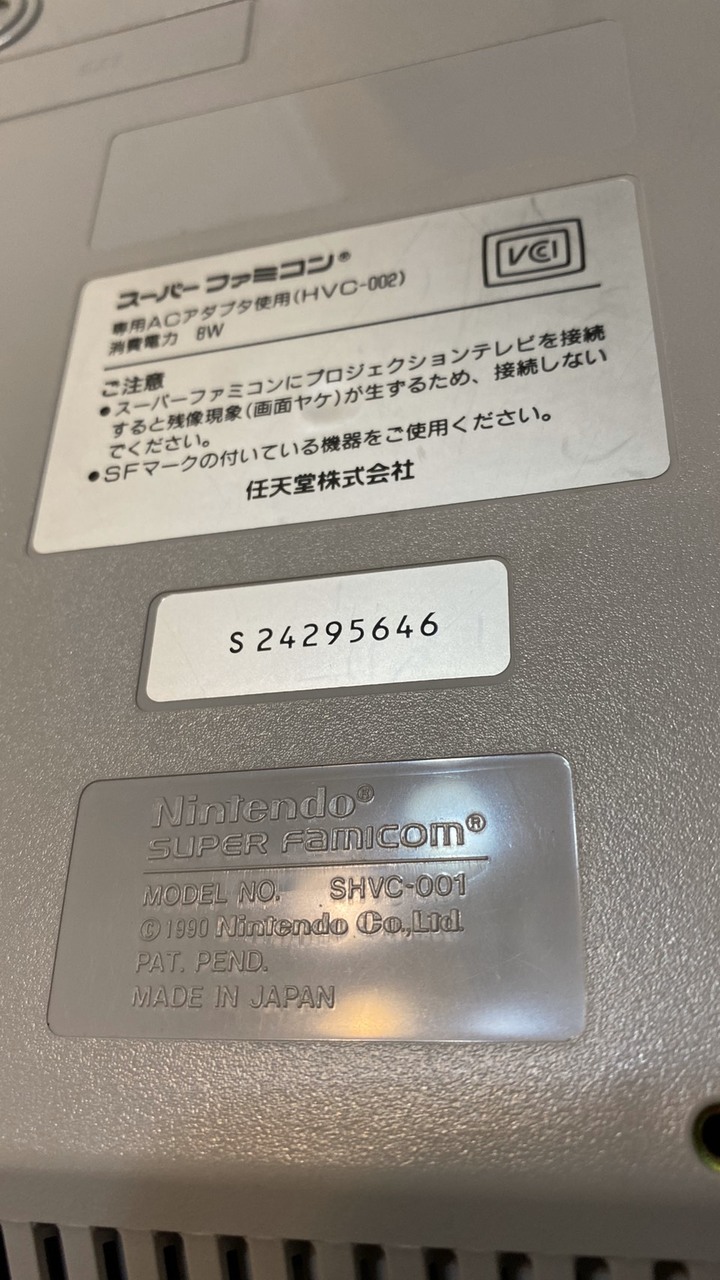 スーパーファミコン®
専用ACアダプタ使用(HVC-002)
消費電力 8W
VCCI
ご注意
●スーパーファミコンにプロジェクションテレビを接続
すると残像現象(画面ヤケ)が生ずるため、接続しない
でください。
●SFマークの付いている機器をご使用ください。
任天堂株式会社
S24295646
Nintendo®
SUPER FAMICOM®
MODEL NO. SHVC-001
©1990 Nintendo Co.,Ltd.
PAT. PEND.
MADE IN JAPAN